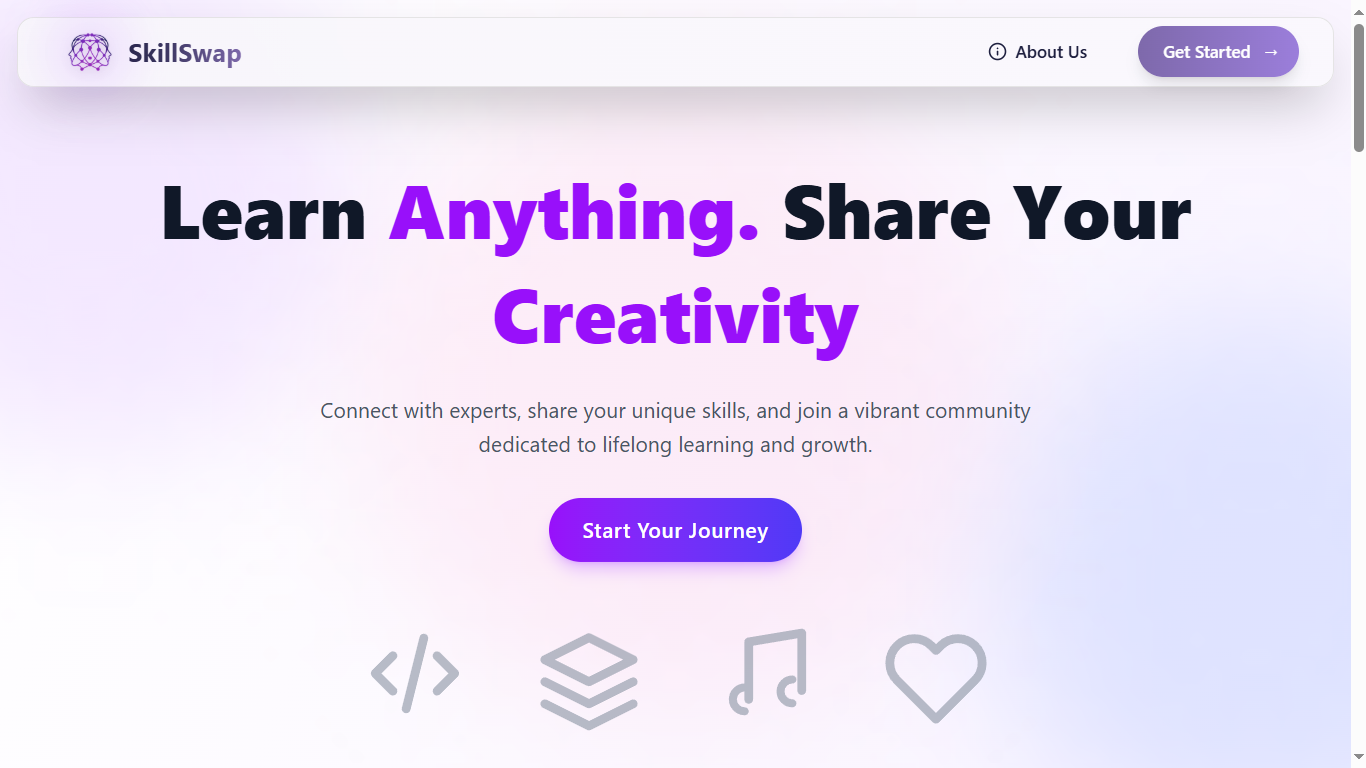 SkillSwap
About Us
Get Started →
Learn Anything. Share Your
Creativity
Connect with experts, share your unique skills, and join a vibrant community
dedicated to lifelong learning and growth.
Start Your Journey